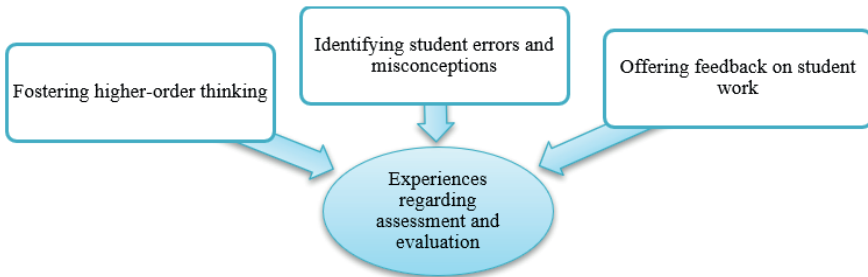 Fostering higher-order thinking
Identifying student errors and
misconceptions
Offering feedback on student
work
Experiences
regarding
assessment and
evaluation